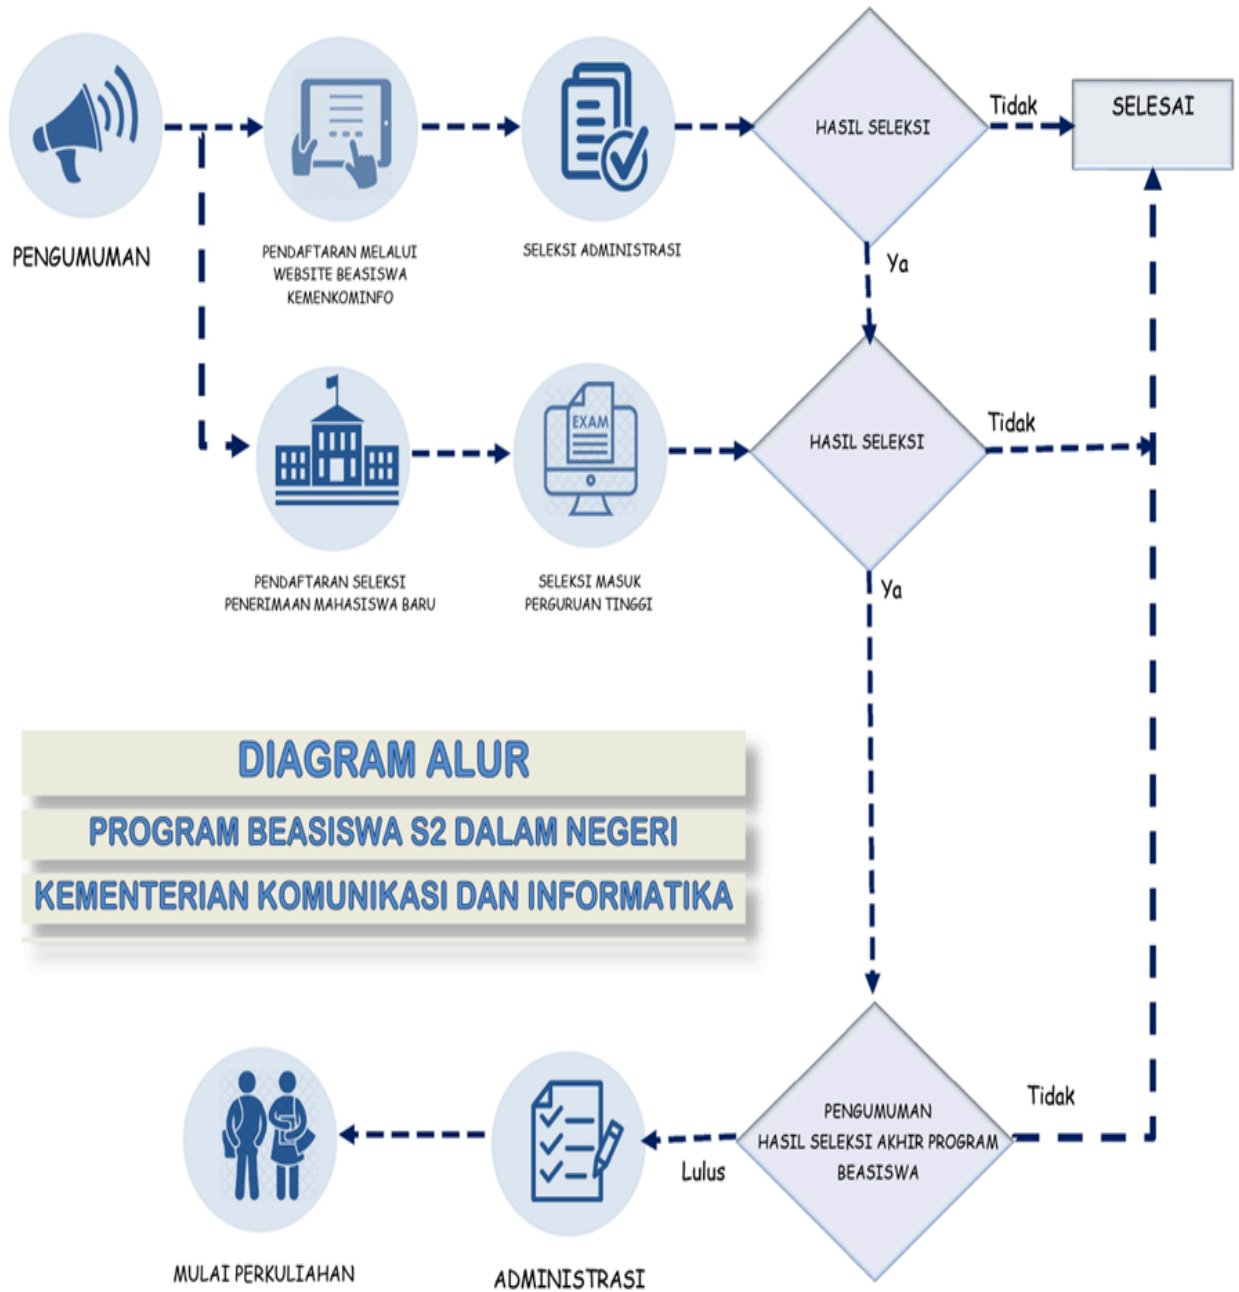 PENGUMUMAN
PENDAFTARAN MELALUI
WEBSITE BEASISWA
KEMENKOMINFO
SELEKSI ADMINISTRASI
HASIL SELEKSI
Tidak
SELESAI
Ya
PENDAFTARAN SELEKSI
PENERIMAAN MAHASISWA BARU
EXAM
SELEKSI MASUK
PERGURUAN TINGGI
HASIL SELEKSI
Tidak
Ya
DIAGRAM ALUR
PROGRAM BEASISWA S2 DALAM NEGERI
KEMENTERIAN KOMUNIKASI DAN INFORMATIKA
PENGUMUMAN
HASIL SELEKSI AKHIR PROGRAM
BEASISWA
Tidak
Lulus
ADMINISTRASI
MULAI PERKULIAHAN